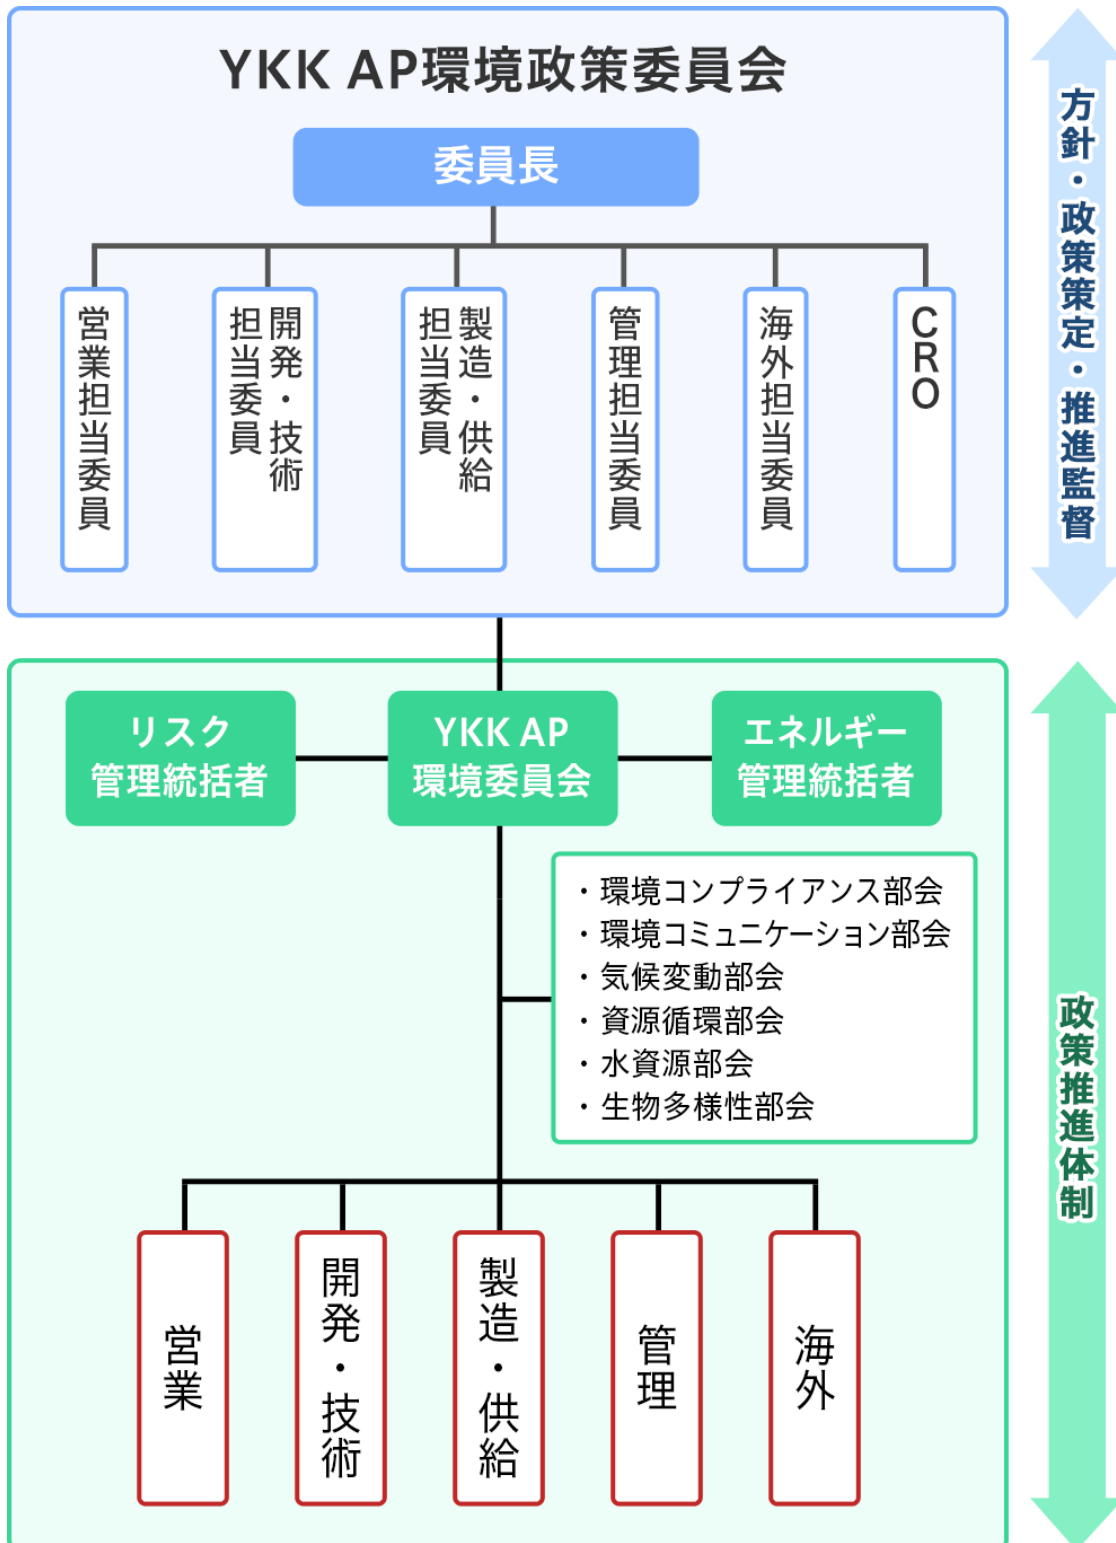 YKK AP環境政策委員会
委員長
営業担当委員
開発・技術
担当委員
製造・供給
担当委員
管理担当委員
海外担当委員
CRO
方針・政策策定・推進監督
リスク
管理統括者
YKK AP
環境委員会
エネルギー
管理統括者
・環境コンプライアンス部会
・環境コミュニケーション部会
・気候変動部会
・資源循環部会
・水資源部会
・生物多様性部会
営業
開発・技術
製造・供給
管理
海外
政策推進体制